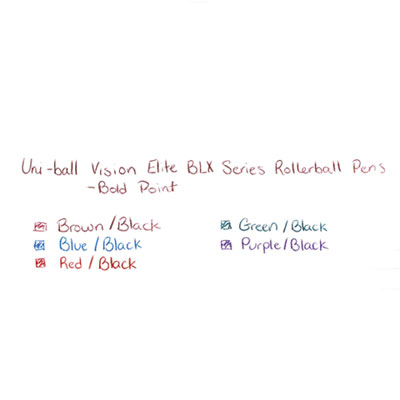 Uni-ball Vision Elite BLX Series Rollerball Pens
-Bold Point
Brown/Black
Blue/Black
Red/Black
Green/Black
Purple/Black